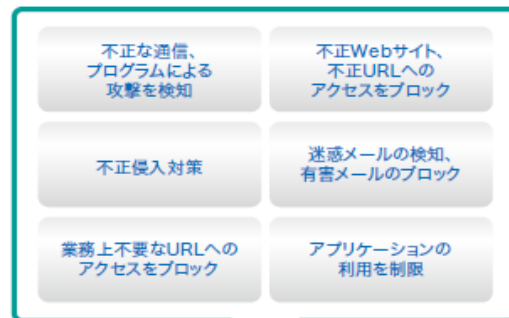 不正な通信、
プログラムによる
攻撃を検知
不正Webサイト、
不正URLへの
アクセスをブロック
不正侵入対策
迷惑メールの検知、
有害メールのブロック
業務上不要なURLへの
アクセスをブロック
アプリケーションの
利用を制限